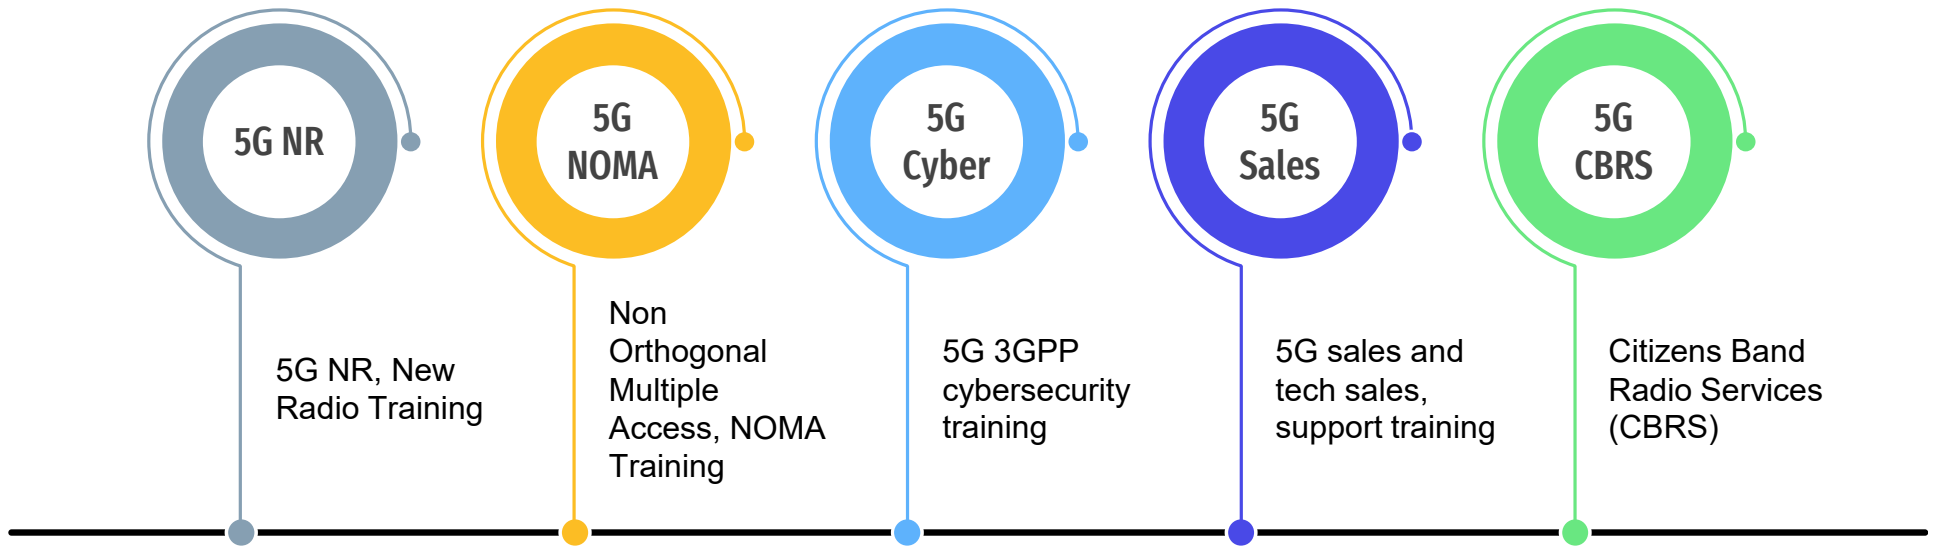 5G NR
5G
NOMA
5G
Cyber
5G
Sales
5G
CBRS
5G NR, New
Radio Training
Non
Orthogonal
Multiple
Access, NOMA
Training
5G 3GPP
cybersecurity
training
5G sales and
tech sales,
support training
Citizens Band
Radio Services
(CBRS)